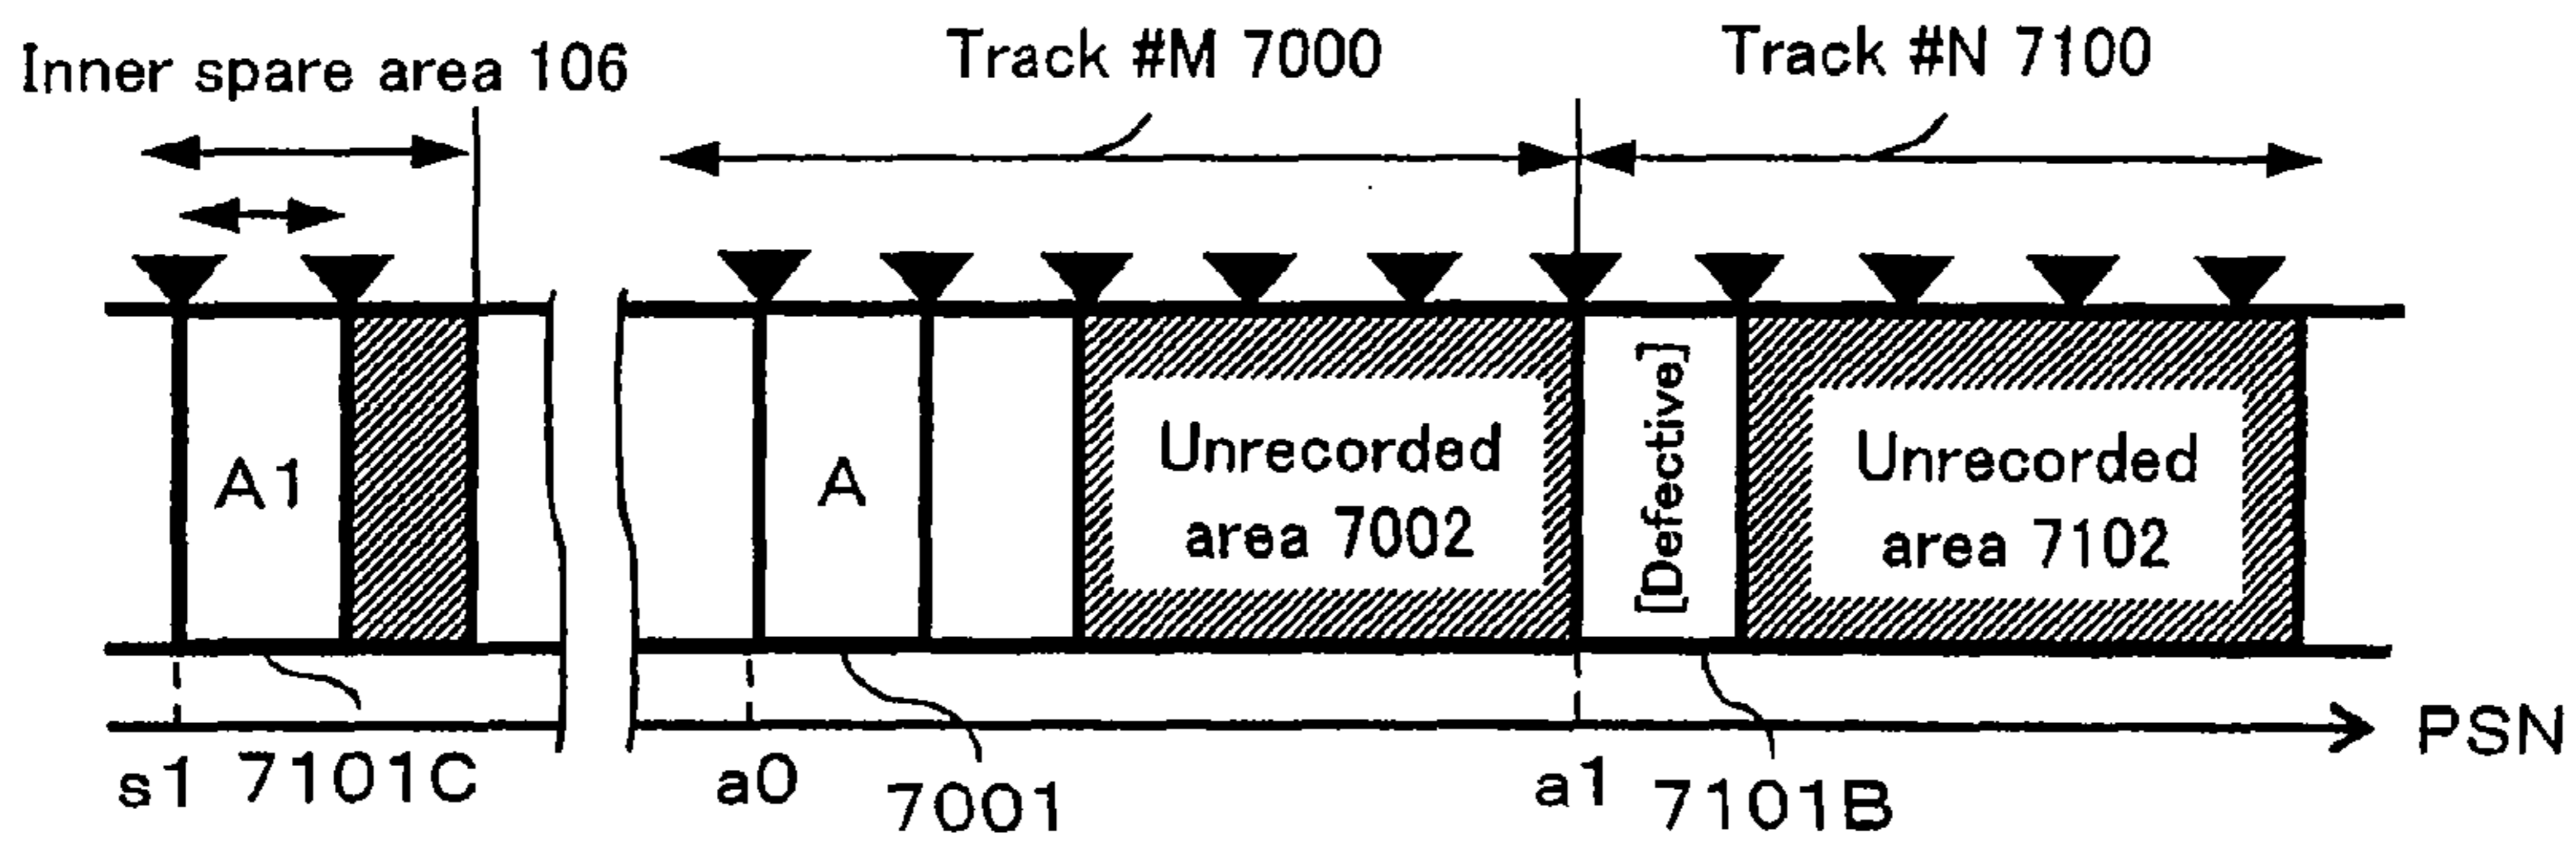 Inner spare area 106
Track #M 7000
Track #N 7100
A1
A
Unrecorded
area 7002
[Defective]
Unrecorded
area 7102
PSN
s1
7101C
a0
7001
a1
7101B